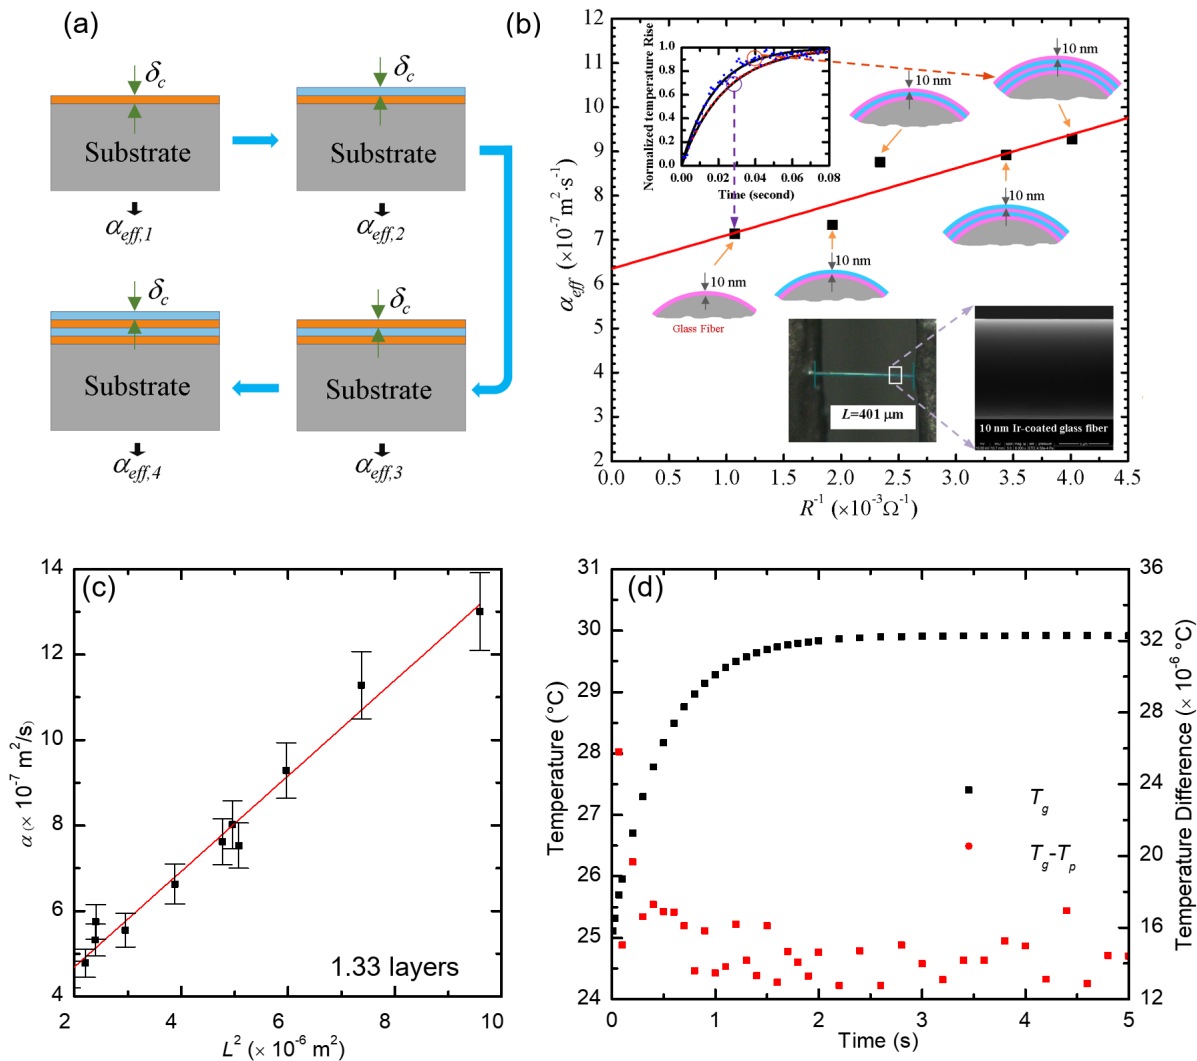 (a)
δc
δc
Substrate
Substrate
αeff,1
αeff,2
δc
δc
Substrate
Substrate
αeff,4
αeff,3
(b)
12
11
10
9
8
7
6
5
4
3
2
αeff (×10-7 m2·s-1)
0.0 0.5 1.0 1.5 2.0 2.5 3.0 3.5 4.0 4.5
R-1 (×10-3Ω-1)
Normalized temperature Rise
1.0
0.8
0.6
0.4
0.2
0.0
0.00 0.02 0.04 0.06 0.08
Time (second)
10 nm
10 nm
10 nm
10 nm
10 nm
Glass Fiber
L=401 μm
10 nm Ir-coated glass fiber
(c)
14
12
10
8
6
4
α (× 10-7 m2/s)
1.33 layers
2 4 6 8 10
L2 (× 10-6 m2)
(d)
31
30
29
28
27
26
25
24
Temperature (°C)
Tg
Tg-Tp
36
32
28
24
20
16
12
Temperature Difference (× 10-6 °C)
0 1 2 3 4 5
Time (s)